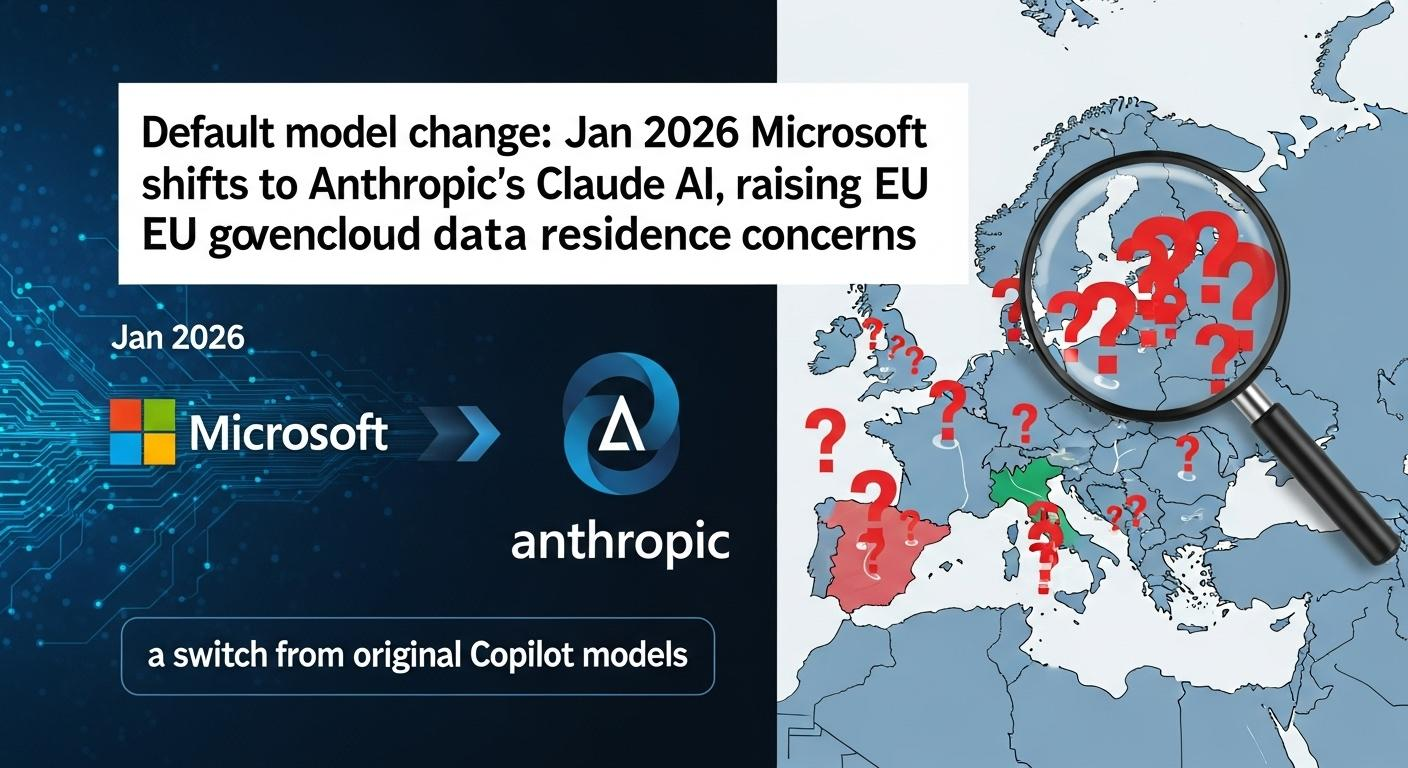 Default model change: Jan 2026 Microsoft
shifts to Anthropic's Claude AI, raising EU
EU govencloud data residence concerns
Jan 2026
Microsoft
anthropic
a switch from original Copilot models